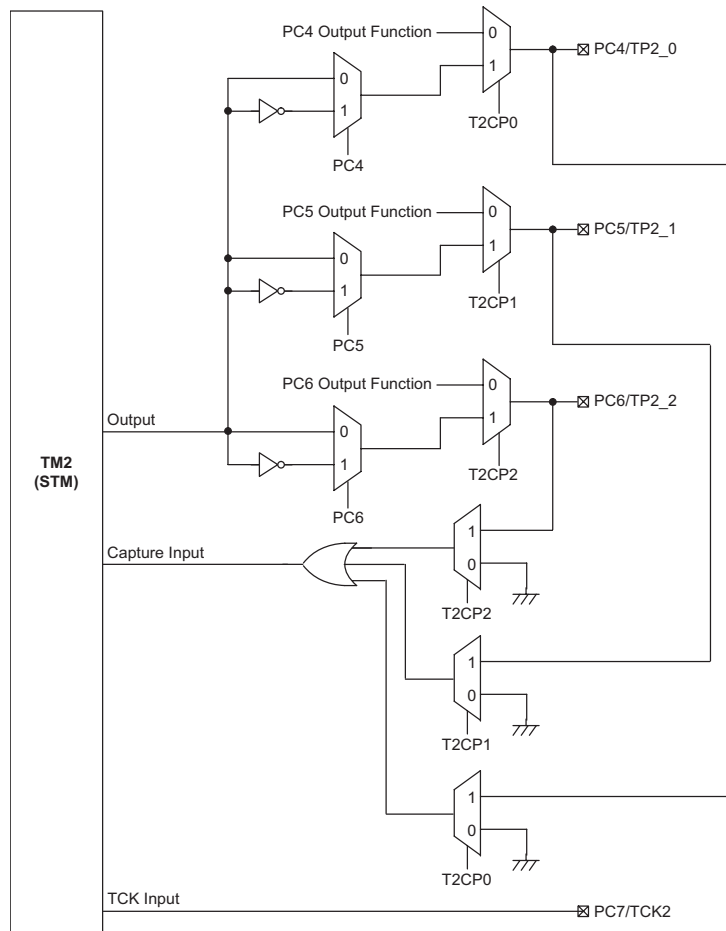 PC4 Output Function
0
1
T2CP0
PC4/TP2_0
0
1
PC4
PC5 Output Function
0
1
T2CP1
PC5/TP2_1
0
1
PC5
PC6 Output Function
0
1
T2CP2
PC6/TP2_2
Output
0
1
PC6
TM2
(STM)
Capture Input
1
0
T2CP2
1
0
T2CP1
1
0
T2CP0
TCK Input
PC7/TCK2